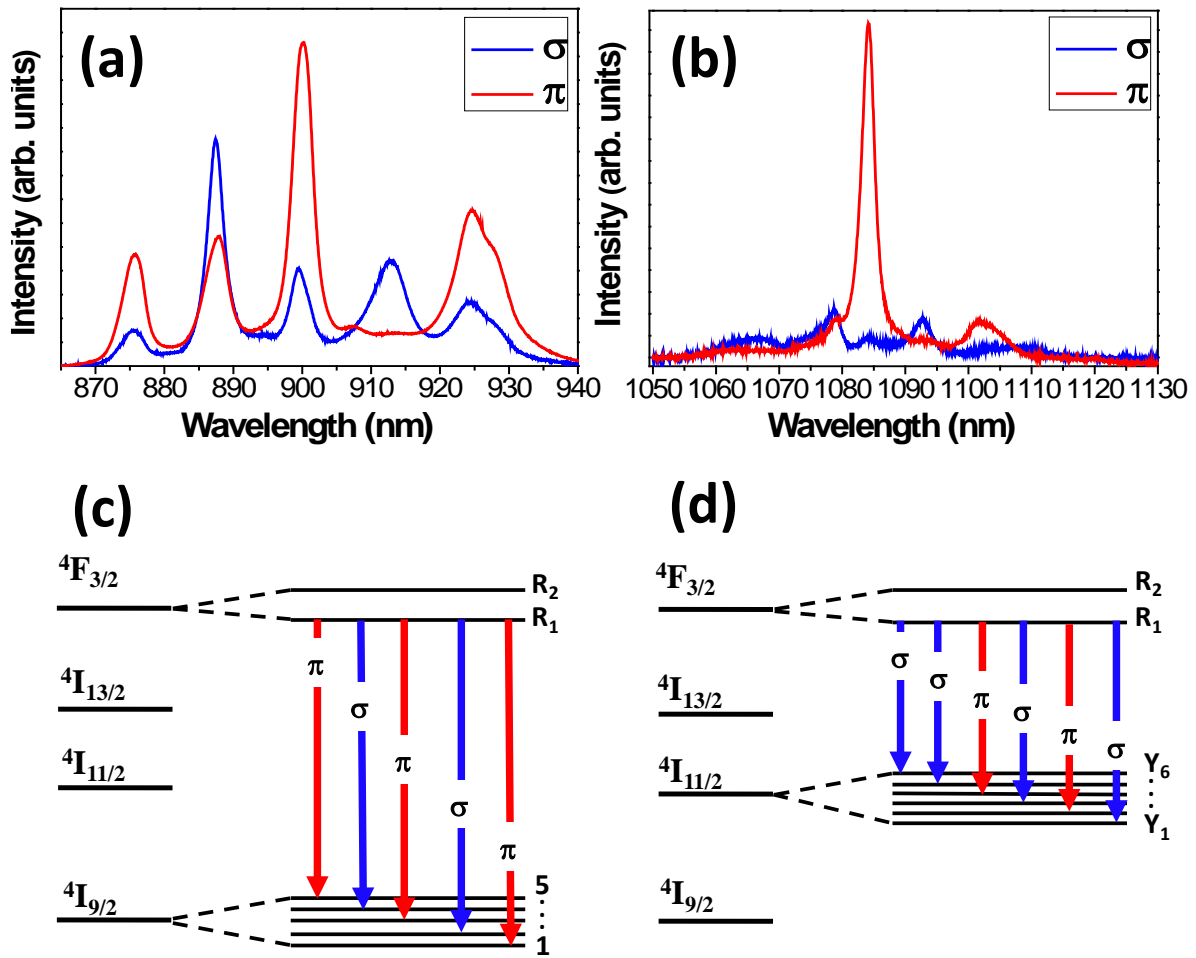 (a)
σ
π
Intensity (arb. units)
870 880 890 900 910 920 930 940
Wavelength (nm)
(b)
σ
π
Intensity (arb. units)
1050 1060 1070 1080 1090 1100 1110 1120 1130
Wavelength (nm)
(c)
⁴F₃/₂
R₂
R₁
π
σ
π
σ
π
⁴I₁₃/₂
⁴I₁₁/₂
⁴I₉/₂
5
1
(d)
⁴F₃/₂
R₂
R₁
σ
σ
π
σ
π
σ
⁴I₁₃/₂
⁴I₁₁/₂
Y₆
Y₁
⁴I₉/₂